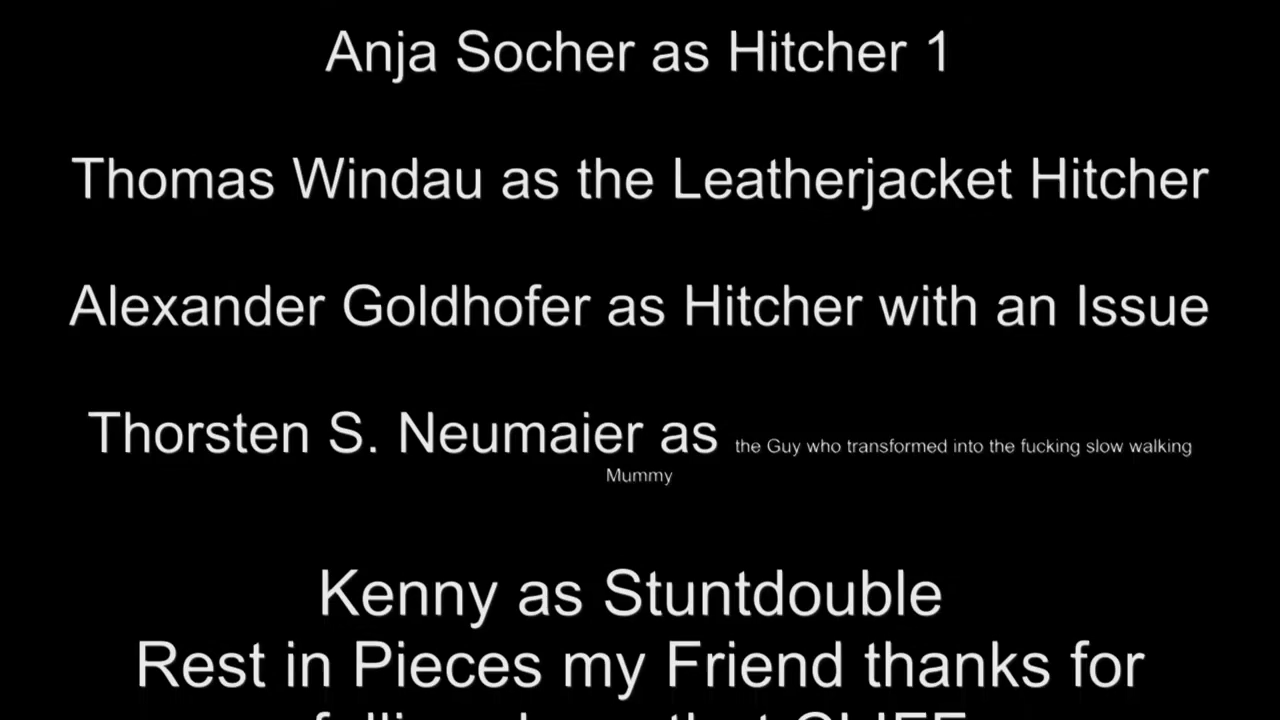 Anja Socher as Hitcher 1
Thomas Windau as the Leatherjacket Hitcher
Alexander Goldhofer as Hitcher with an Issue
Thorsten S. Neumaier as the Guy who transformed into the fucking slow walking
Mummy
Kenny as Stuntdouble
Rest in Pieces my Friend thanks for
that CLIFF